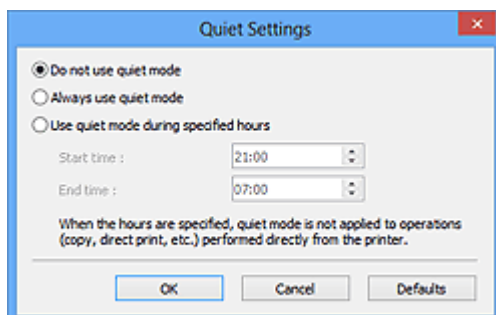 Quiet Settings
Do not use quiet mode
Always use quiet mode
Use quiet mode during specified hours
Start time : 21:00
End time : 07:00
When the hours are specified, quiet mode is not applied to operations
(copy, direct print, etc.) performed directly from the printer.
OK Cancel Defaults